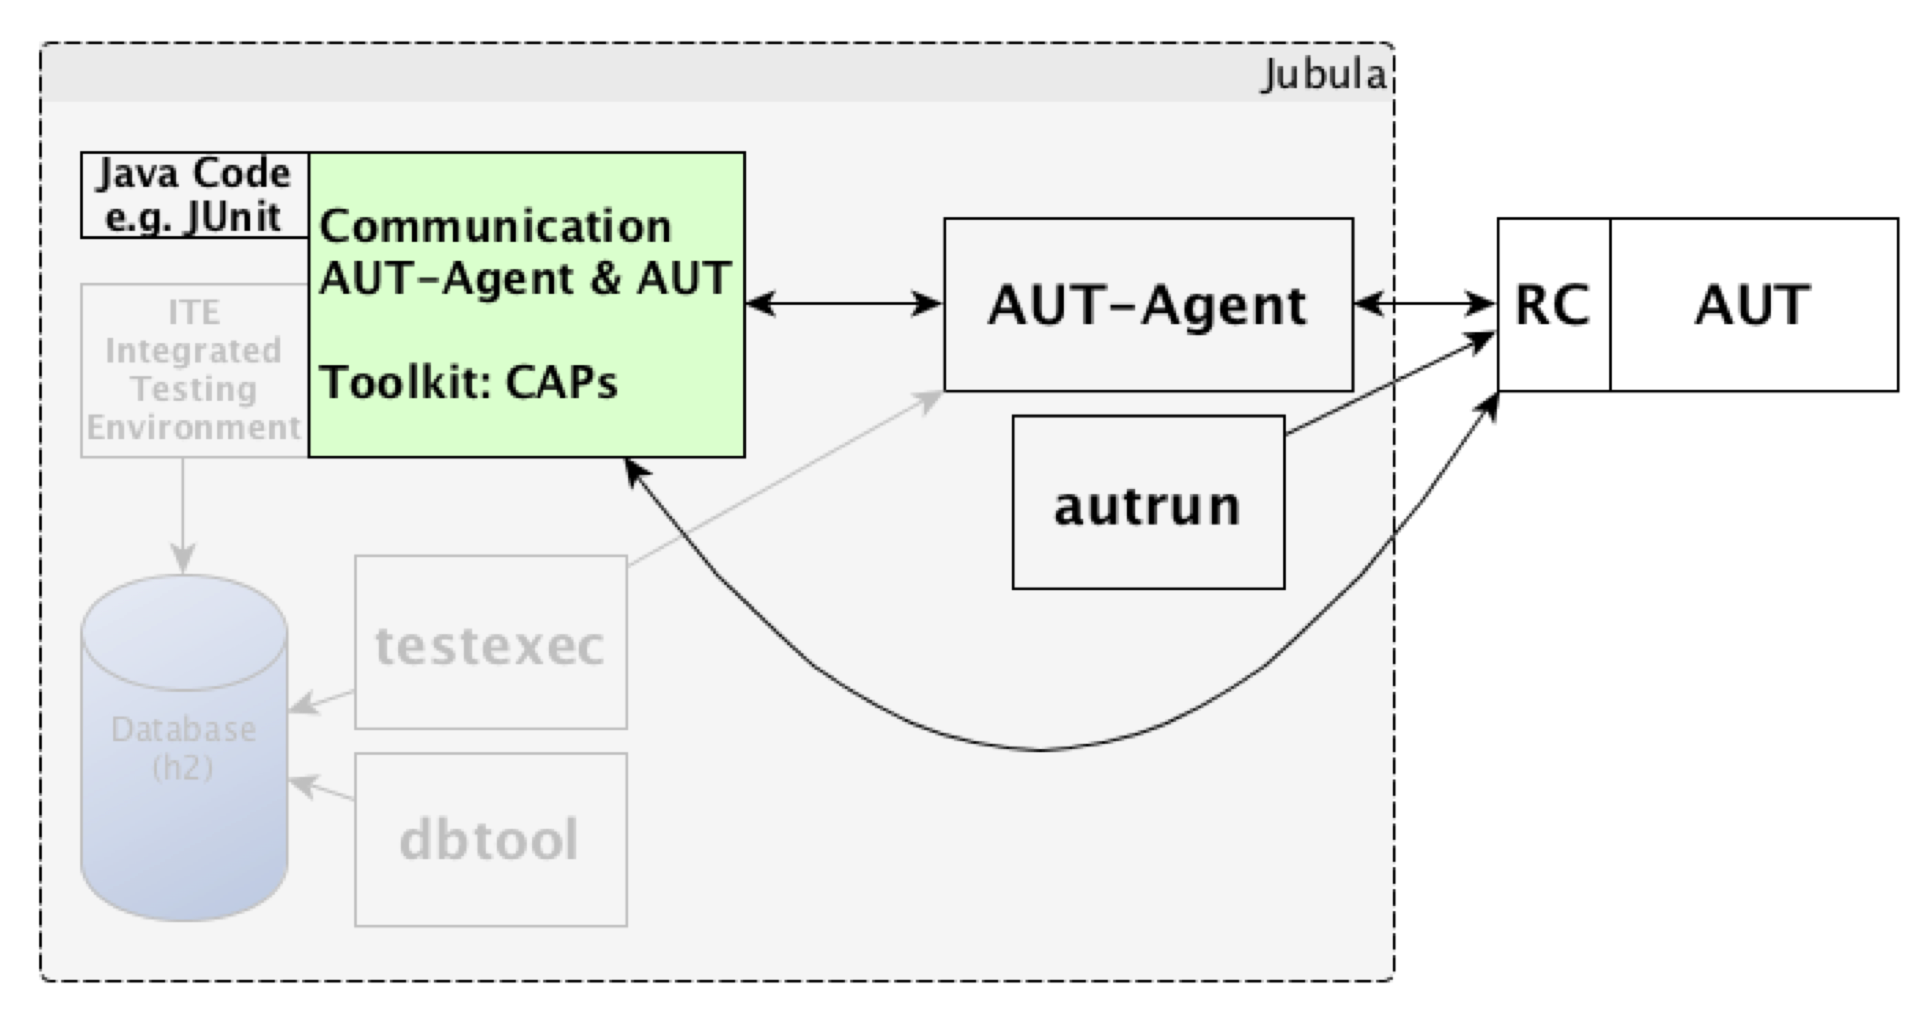 Jubula
Java Code
e.g. JUnit
Communication
AUT-Agent & AUT
Toolkit: CAPs
ITE
Integrated
Testing
Environment
AUT-Agent
RC
AUT
autrun
testexec
Database
(h2)
dbtool